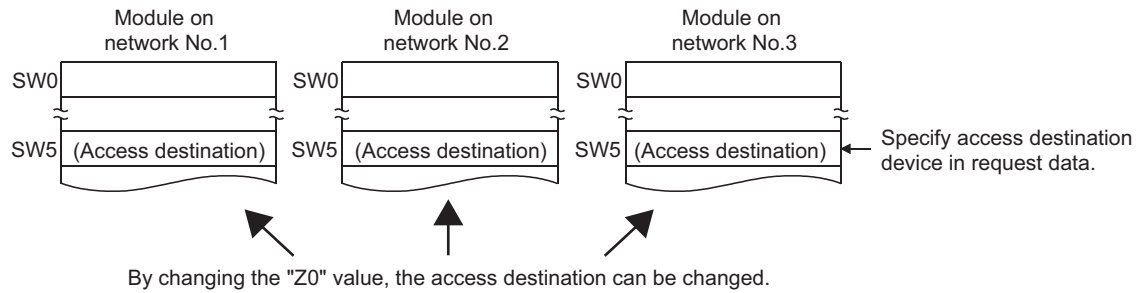 Module on
network No.1
Module on
network No.2
Module on
network No.3
SW0
SW0
SW0
SW5 (Access destination)
SW5 (Access destination)
SW5 (Access destination)
Specify access destination
device in request data.
By changing the "Z0" value, the access destination can be changed.